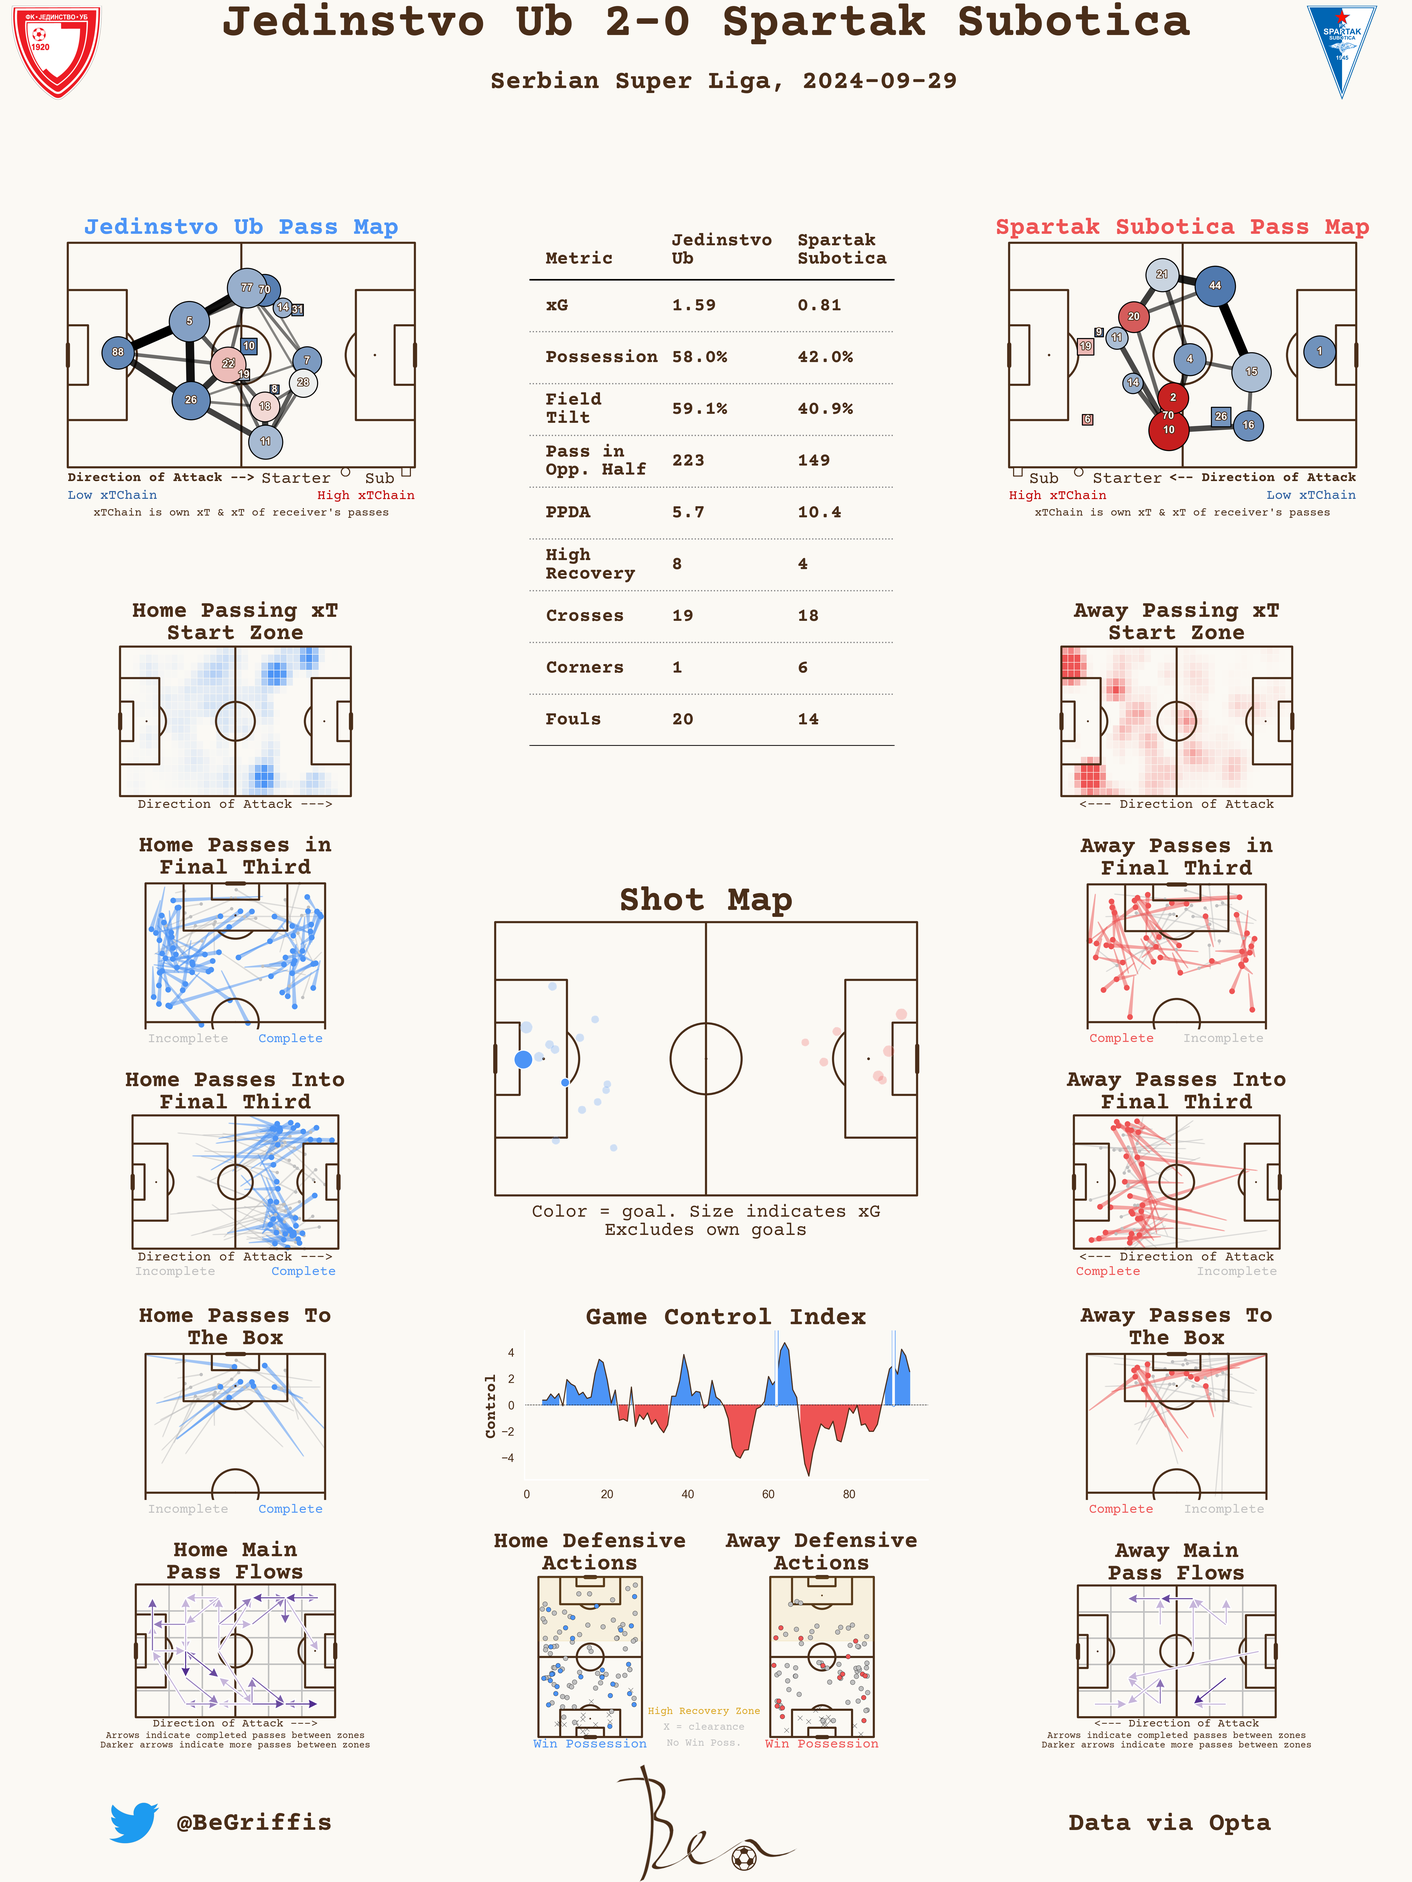 Jedinstvo Ub 2-0 Spartak Subotica
Serbian Super Liga, 2024-09-29
ФК·ЈЕДИНСТВО·УБ
1920
SPARTAK
SUBOTICA
1945
Jedinstvo Ub Pass Map
77
70
14
31
5
88
10
22
19
7
28
8
18
26
11
Direction of Attack --> Starter Sub
Low xTChain High xTChain
xTChain is own xT & xT of receiver's passes
Metric Jedinstvo Ub Spartak Subotica
xG 1.59 0.81
Possession 58.0% 42.0%
Field Tilt 59.1% 40.9%
Pass in Opp. Half 223 149
PPDA 5.7 10.4
High Recovery 8 4
Crosses 19 18
Corners 1 6
Fouls 20 14
Spartak Subotica Pass Map
21
44
20
9
11
19
4
1
15
14
2
70
10
26
16
6
Sub Starter <-- Direction of Attack
High xTChain Low xTChain
xTChain is own xT & xT of receiver's passes
Home Passing xT
Start Zone
Direction of Attack --->
Away Passing xT
Start Zone
<--- Direction of Attack
Home Passes in
Final Third
Incomplete Complete
Away Passes in
Final Third
Complete Incomplete
Shot Map
Color = goal. Size indicates xG
Excludes own goals
Home Passes Into
Final Third
Direction of Attack --->
Incomplete Complete
Away Passes Into
Final Third
<--- Direction of Attack
Complete Incomplete
Home Passes To
The Box
Incomplete Complete
Game Control Index
Control
4
2
0
−2
−4
0 20 40 60 80
Away Passes To
The Box
Complete Incomplete
Home Main
Pass Flows
Direction of Attack --->
Arrows indicate completed passes between zones
Darker arrows indicate more passes between zones
Home Defensive
Actions
Win Possession
High Recovery Zone
X = clearance
No Win Poss.
Away Defensive
Actions
Win Possession
Away Main
Pass Flows
<--- Direction of Attack
Arrows indicate completed passes between zones
Darker arrows indicate more passes between zones
@BeGriffis
Ben
Data via Opta